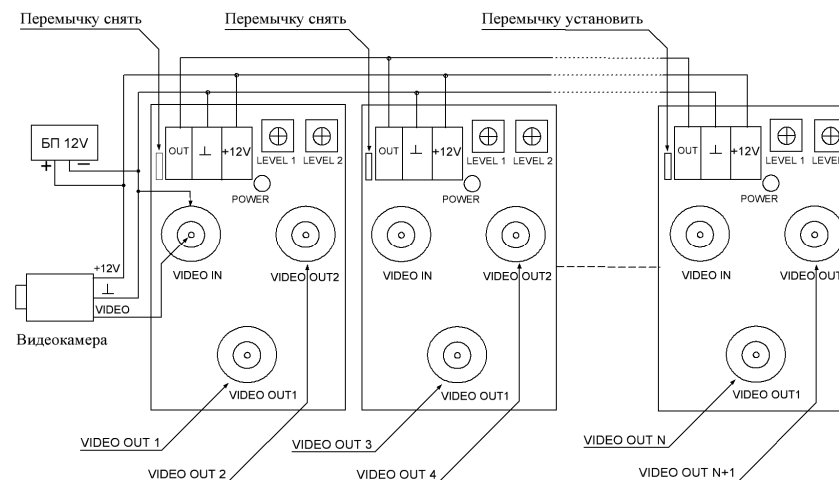 Перемычку снять
Перемычку снять
Перемычку установить
БП 12V
+
−
OUT
⊥
+12V
LEVEL 1
LEVEL 2
POWER
VIDEO IN
VIDEO OUT2
VIDEO OUT1
OUT
⊥
+12V
LEVEL 1
LEVEL 2
POWER
VIDEO IN
VIDEO OUT2
VIDEO OUT1
OUT
⊥
+12V
LEVEL 1
LEVE
POWER
VIDEO IN
VIDEO OUT
VIDEO OUT1
+12V
⊥
VIDEO
Видеокамера
VIDEO OUT 1
VIDEO OUT 2
VIDEO OUT 3
VIDEO OUT 4
VIDEO OUT N
VIDEO OUT N+1